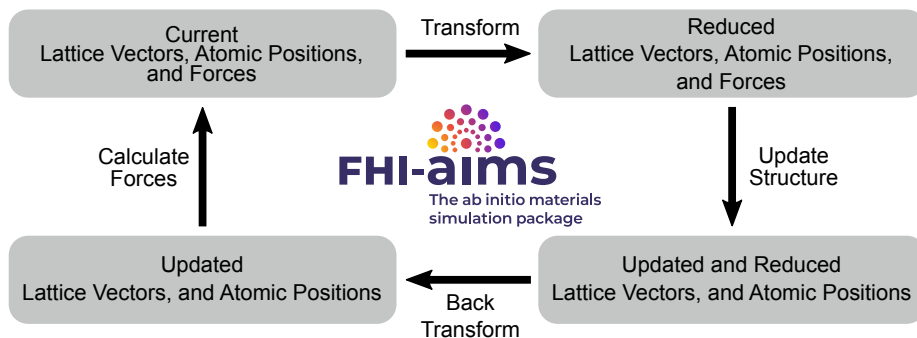 Current
Lattice Vectors, Atomic Positions,
and Forces
Transform
Reduced
Lattice Vectors, Atomic Positions,
and Forces
Calculate
Forces
FHI-aims
The ab initio materials
simulation package
Update
Structure
Updated
Lattice Vectors, and Atomic Positions
Back
Transform
Updated and Reduced
Lattice Vectors, and Atomic Positions